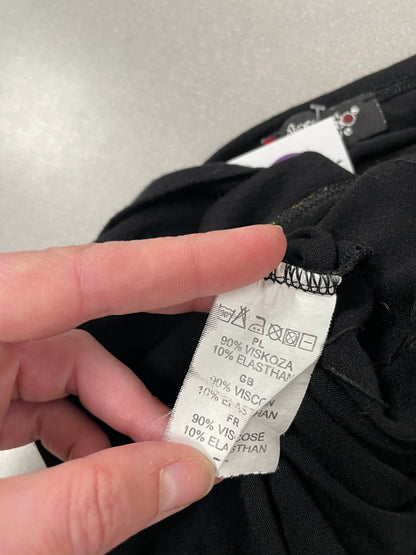 PL
90% VISKOZA
10% ELASTHAN
GB
90% VISCON
10% ELASTHAN
FR
90% VISCOSE
10% ELASTHAN